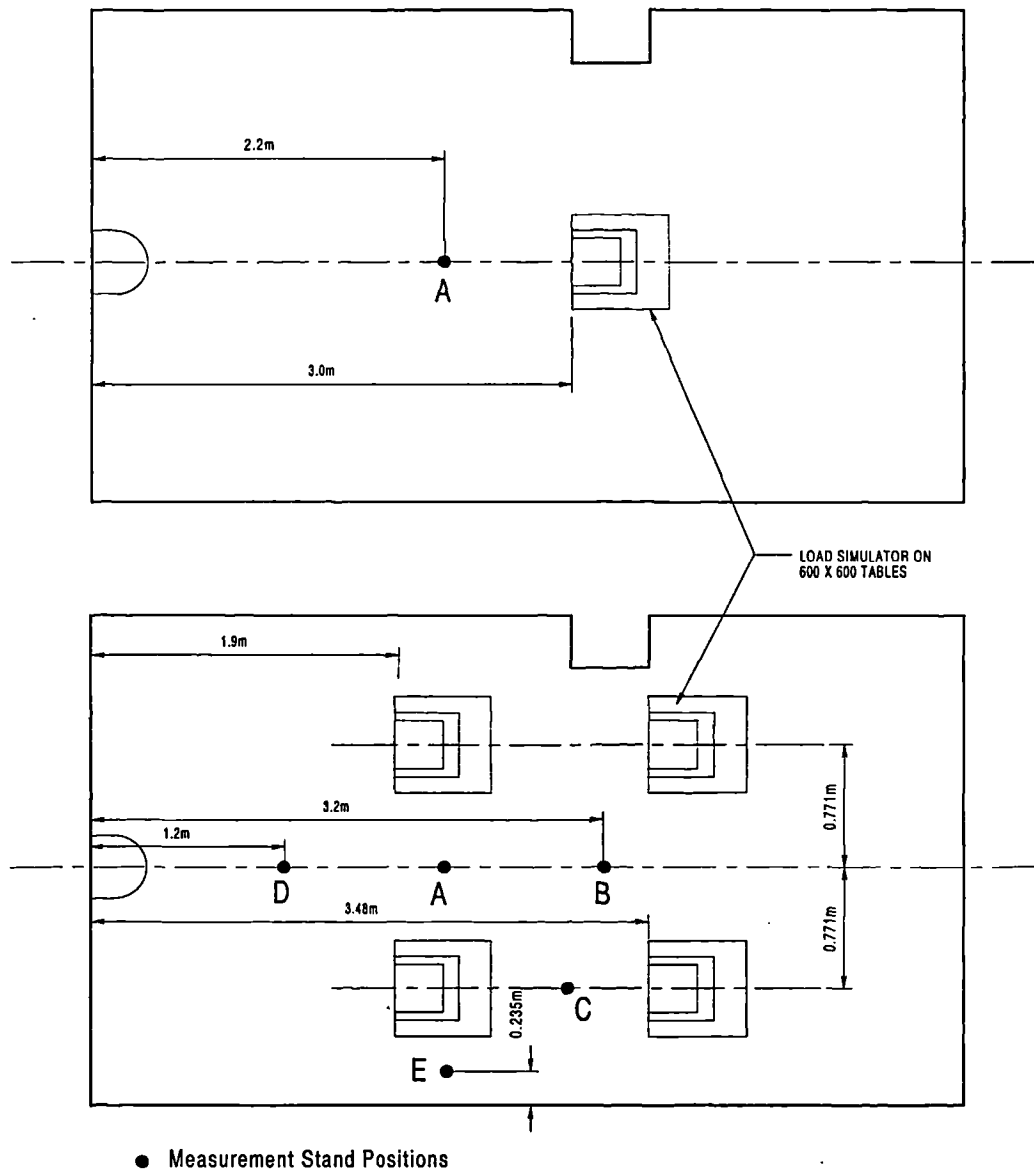 2.2m
A
3.0m
LOAD SIMULATOR ON
600 X 600 TABLES
1.9m
3.2m
0.771m
1.2m
D
A
B
3.48m
0.771m
C
0.235m
E
● Measurement Stand Positions